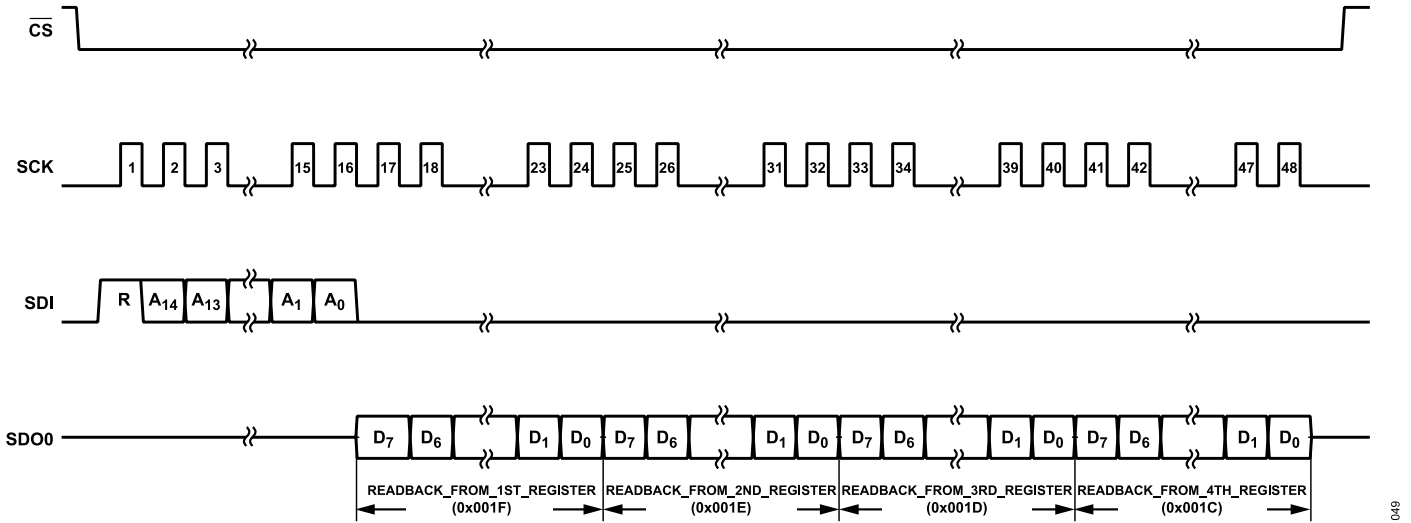 CS
SCK 1 2 3 15 16 17 18 23 24 25 26 31 32 33 34 39 40 41 42 47 48
SDI R A14 A13 A1 A0
SDO0 D7 D6 D1 D0 D7 D6 D1 D0 D7 D6 D1 D0 D7 D6 D1 D0
READBACK_FROM_1ST_REGISTER READBACK_FROM_2ND_REGISTER READBACK_FROM_3RD_REGISTER READBACK_FROM_4TH_REGISTER
(0x001F) (0x001E) (0x001D) (0x001C)
049